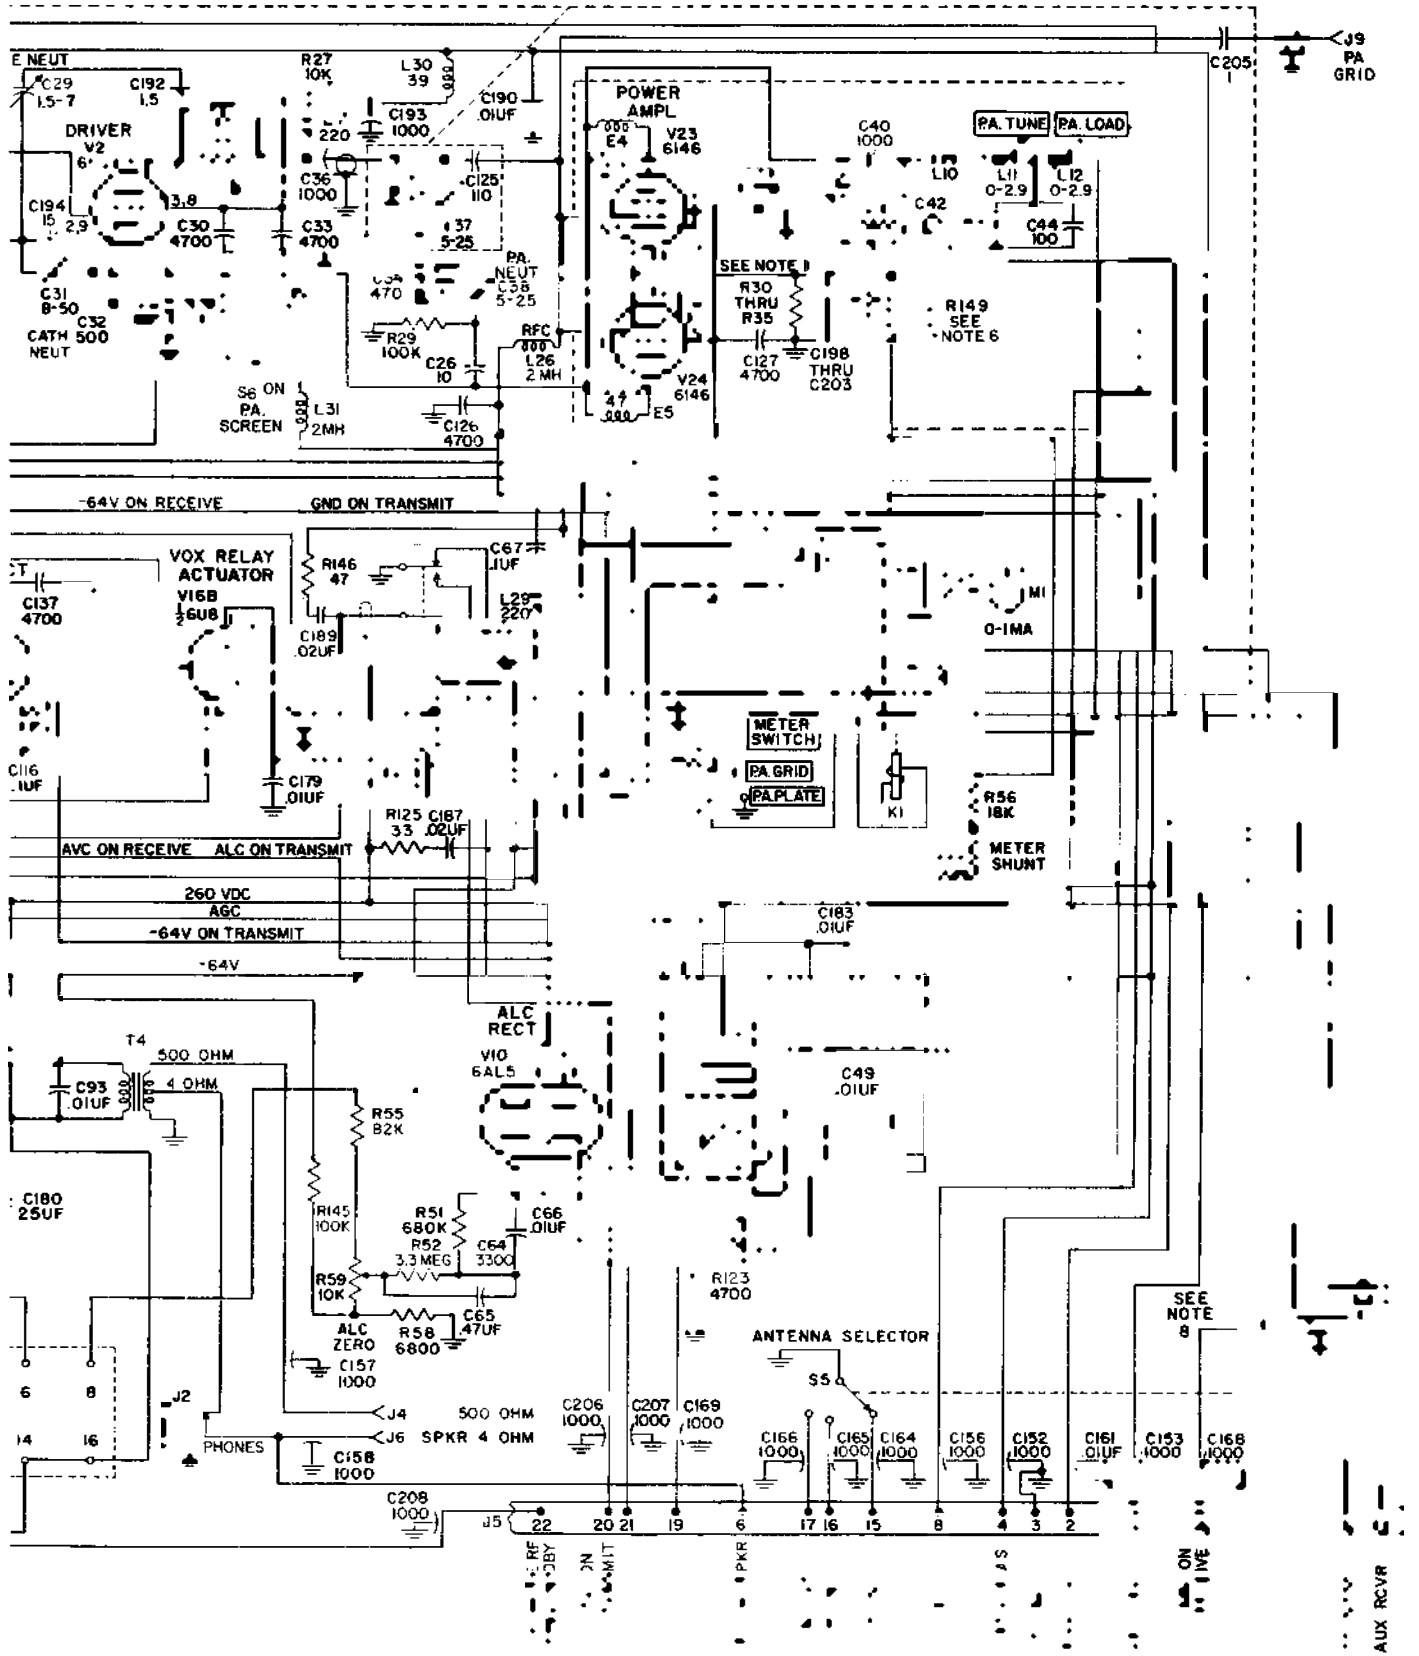 E NEUT
C29
1.5-7
C192
1.5
R27
10K
L30
39
C190
.01UF
C193
1000
220
DRIVER
V2
C36
1000
C194
15
2,9
3,8
C30
4700
C33
4700
C125
110
37
5-25
PA
NEUT
C38
5-25
470
C31
8-50
C32
500
CATH
NEUT
R29
100K
C26
10
RFC
L26
2MH
C126
4700
S6 ON
PA
SCREEN
L31
2MH
POWER
AMPL
E4
V23
6146
V24
6146
47
E5
C40
1000
PA. TUNE
PA. LOAD
L10
L11
0-2.9
L12
0-2.9
C42
C44
100
SEE NOTE
R30
THRU
R35
C127
4700
C198
THRU
C203
R149
SEE
NOTE 6
C205
1
J9
PA
GRID
-64V ON RECEIVE
GND ON TRANSMIT
VOX RELAY
ACTUATOR
V16B
1/2 6U8
C137
4700
R146
47
C189
.02UF
C67
.1UF
L29
220
C116
.1UF
C179
.01UF
R125
33
C187
.02UF
M1
0-1MA
METER
SWITCH
PA. GRID
PA. PLATE
K1
R56
18K
METER
SHUNT
AVC ON RECEIVE
ALC ON TRANSMIT
260 VDC
AGC
-64V ON TRANSMIT
-64V
C183
.01UF
ALC
RECT
V10
6AL5
C49
.01UF
T4
500 OHM
4 OHM
C93
.01UF
R55
82K
C180
25UF
R145
100K
R51
680K
R52
3.3 MEG
C64
3300
C66
.01UF
R59
10K
C65
.47UF
ALC
ZERO
R58
6800
R123
4700
ANTENNA SELECTOR
S5
SEE
NOTE
8
C157
1000
6
8
14
16
J2
PHONES
J4
500 OHM
J6
SPKR 4 OHM
C158
1000
C206
1000
C207
1000
C169
1000
C166
1000
C165
1000
C164
1000
C156
1000
C152
1000
C161
.01UF
C153
1000
C168
1000
C208
1000
J5
22
20
21
19
6
17
16
15
8
4
3
2
RF
ON
PKR
ON
AUX RCVR